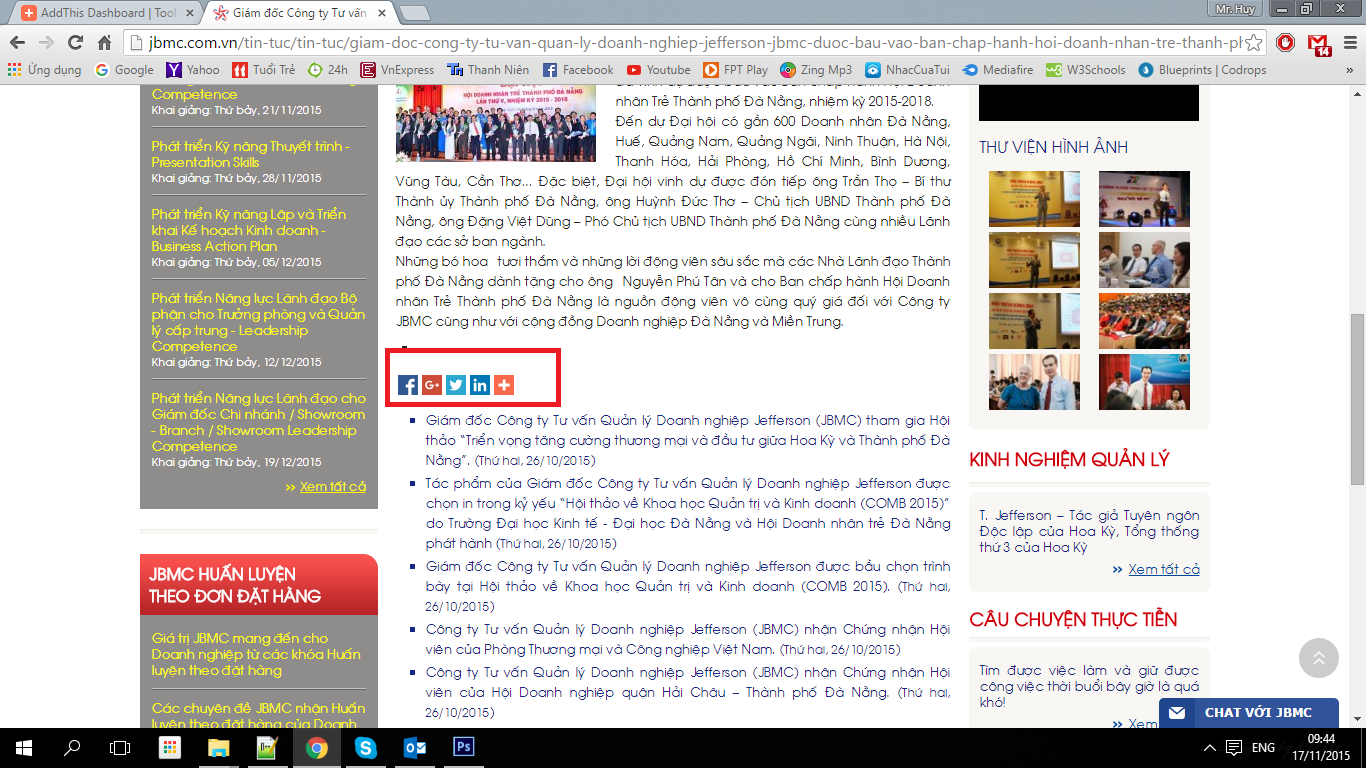 AddThis Dashboard | Tool
Giám đốc Công ty Tư vấn
Mr. Huy
jbmc.com.vn/tin-tuc/tin-tuc/giam-doc-cong-ty-tu-van-quan-ly-doanh-nghiep-jefferson-jbmc-duoc-bau-vao-ban-chap-hanh-hoi-doanh-nhan-tre-thanh-ph
14
Ứng dụng Google Yahoo Tuổi Trẻ 24h VnExpress Thanh Niên Facebook Youtube FPT Play Zing Mp3 NhacCuaTui Mediafire W3Schools Blueprints | Codrops »
Competence
Khai giảng: Thứ bảy, 21/11/2015
Phát triển Kỹ năng Thuyết trình -
Presentation Skills
Khai giảng: Thứ bảy, 28/11/2015
Phát triển Kỹ năng Lập và Triển
khai Kế hoạch Kinh doanh -
Business Action Plan
Khai giảng: Thứ bảy, 05/12/2015
Phát triển Năng lực Lãnh đạo Bộ
phận cho Trưởng phòng và Quản
lý cấp trung - Leadership
Competence
Khai giảng: Thứ bảy, 12/12/2015
Phát triển Năng lực Lãnh đạo cho
Giám đốc Chi nhánh / Showroom
- Branch / Showroom Leadership
Competence
Khai giảng: Thứ bảy, 19/12/2015
›› Xem tất cả
JBMC HUẤN LUYỆN
THEO ĐƠN ĐẶT HÀNG
Giá trị JBMC mang đến cho
Doanh nghiệp từ các khóa Huấn
luyện theo đặt hàng
Các chuyên đề JBMC nhận Huấn
luyện theo đặt hàng của Doanh
HỘI DOANH NHÂN TRẺ THÀNH PHỐ ĐÀ NẴNG
LẦN THỨ V, NHIỆM KỲ 2015 - 2018
nhân Trẻ Thành phố Đà Nẵng, nhiệm kỳ 2015-2018.
Đến dự Đại hội có gần 600 Doanh nhân Đà Nẵng,
Huế, Quảng Nam, Quảng Ngãi, Ninh Thuận, Hà Nội,
Thanh Hóa, Hải Phòng, Hồ Chí Minh, Bình Dương,
Vũng Tàu, Cần Thơ... Đặc biệt, Đại hội vinh dự được đón tiếp ông Trần Thọ – Bí thư
Thành ủy Thành phố Đà Nẵng, ông Huỳnh Đức Thơ – Chủ tịch UBND Thành phố Đà
Nẵng, ông Đặng Việt Dũng – Phó Chủ tịch UBND Thành phố Đà Nẵng cùng nhiều Lãnh
đạo các sở ban ngành.
Những bó hoa tươi thắm và những lời động viên sâu sắc mà các Nhà Lãnh đạo Thành
phố Đà Nẵng dành tặng cho ông Nguyễn Phú Tân và cho Ban chấp hành Hội Doanh
nhân Trẻ Thành phố Đà Nẵng là nguồn động viên vô cùng quý giá đối với Công ty
JBMC cũng như với cộng đồng Doanh nghiệp Đà Nẵng và Miền Trung.
Giám đốc Công ty Tư vấn Quản lý Doanh nghiệp Jefferson (JBMC) tham gia Hội
thảo “Triển vọng tăng cường thương mại và đầu tư giữa Hoa Kỳ và Thành phố Đà
Nẵng”. (Thứ hai, 26/10/2015)
Tác phẩm của Giám đốc Công ty Tư vấn Quản lý Doanh nghiệp Jefferson được
chọn in trong kỷ yếu “Hội thảo về Khoa học Quản trị và Kinh doanh (COMB 2015)”
do Trường Đại học Kinh tế - Đại học Đà Nẵng và Hội Doanh nhân trẻ Đà Nẵng
phát hành (Thứ hai, 26/10/2015)
Giám đốc Công ty Tư vấn Quản lý Doanh nghiệp Jefferson được bầu chọn trình
bày tại Hội thảo về Khoa học Quản trị và Kinh doanh (COMB 2015). (Thứ hai,
26/10/2015)
Công ty Tư vấn Quản lý Doanh nghiệp Jefferson (JBMC) nhận Chứng nhận Hội
viên của Phòng Thương mại và Công nghiệp Việt Nam. (Thứ hai, 26/10/2015)
Công ty Tư vấn Quản lý Doanh nghiệp Jefferson (JBMC) nhận Chứng nhận Hội
viên của Hội Doanh nghiệp quận Hải Châu – Thành phố Đà Nẵng. (Thứ hai,
26/10/2015)
THƯ VIỆN HÌNH ẢNH
KINH NGHIỆM QUẢN LÝ
T. Jefferson – Tác giả Tuyên ngôn
Độc lập của Hoa Kỳ, Tổng thống
thứ 3 của Hoa Kỳ
›› Xem tất cả
CÂU CHUYỆN THỰC TIỄN
Tìm được việc làm và giữ được
công việc thời buổi bây giờ là quá
khó!
›› Xem
CHAT VỚI JBMC
ENG
09:44
17/11/2015